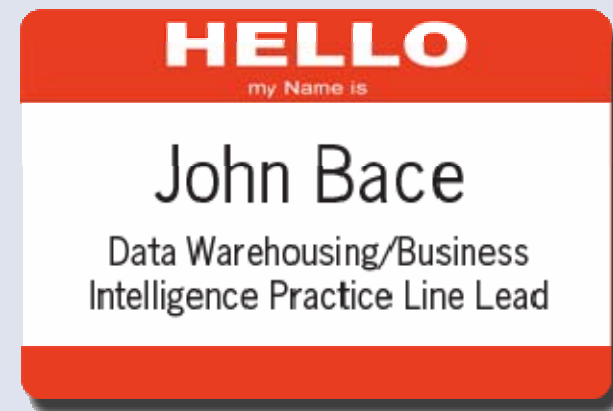 HELLO
my Name is
John Bace
Data Warehousing/Business
Intelligence Practice Line Lead